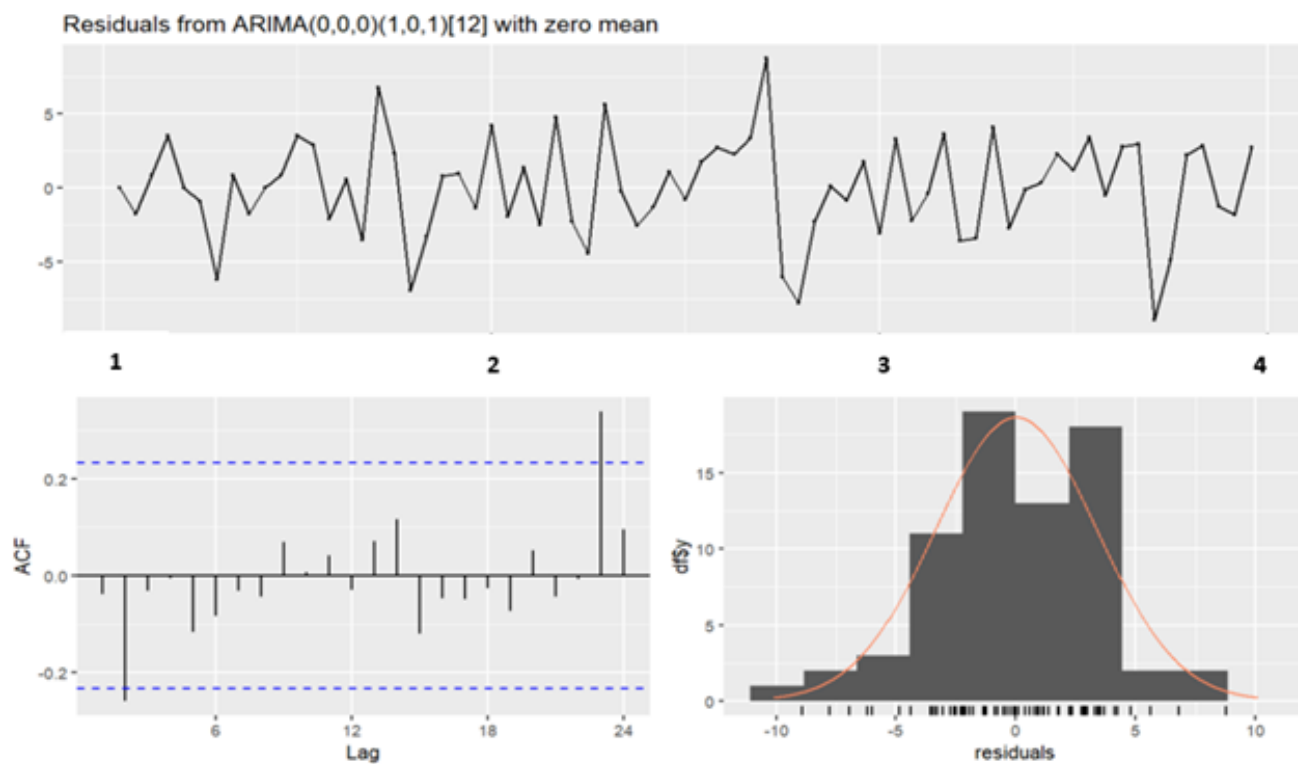 Residuals from ARIMA(0,0,0)(1,0,1)[12] with zero mean
5
0
-5
1 2 3 4
0.2
0.0
-0.2
ACF
6 12 18 24
Lag
15
10
5
0
df$y
-10 -5 0 5 10
residuals